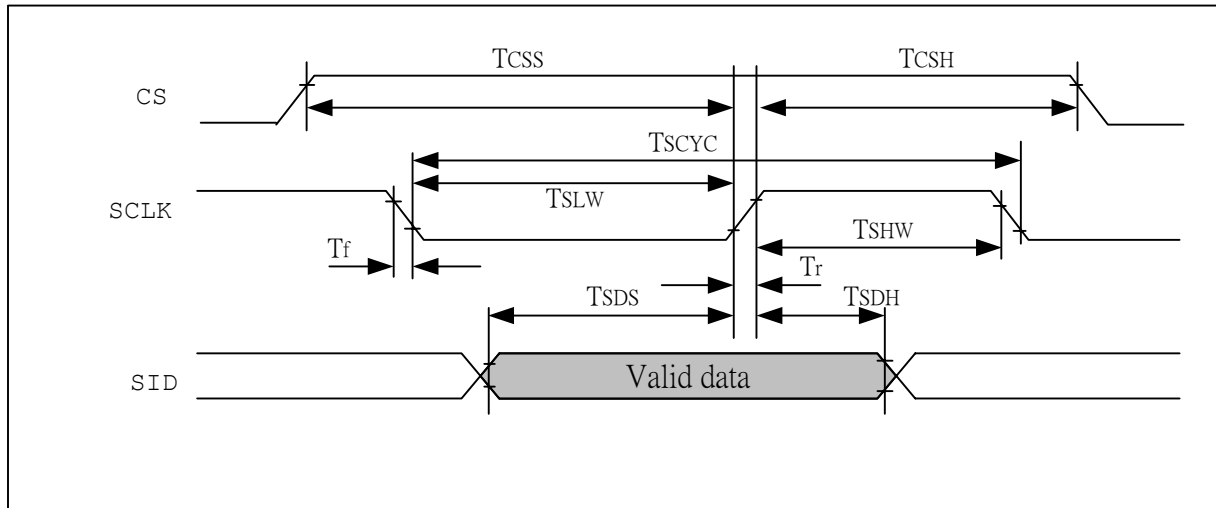 TCSS
TCSH
CS
TSCYC
TSLW
SCLK
TSHW
Tf
Tr
TSDS
TSDH
Valid data
SID